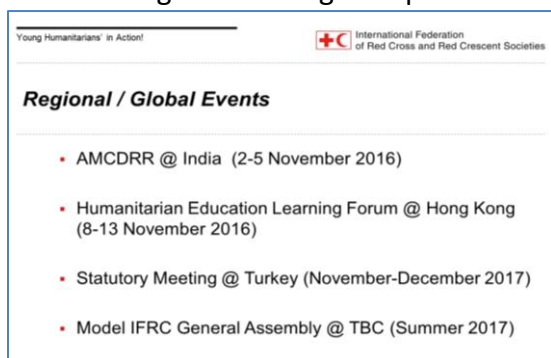 Young Humanitarians' in Action!
International Federation
of Red Cross and Red Crescent Societies
Regional / Global Events
▪ AMCDRR @ India (2-5 November 2016)
▪ Humanitarian Education Learning Forum @ Hong Kong
(8-13 November 2016)
▪ Statutory Meeting @ Turkey (November-December 2017)
▪ Model IFRC General Assembly @ TBC (Summer 2017)